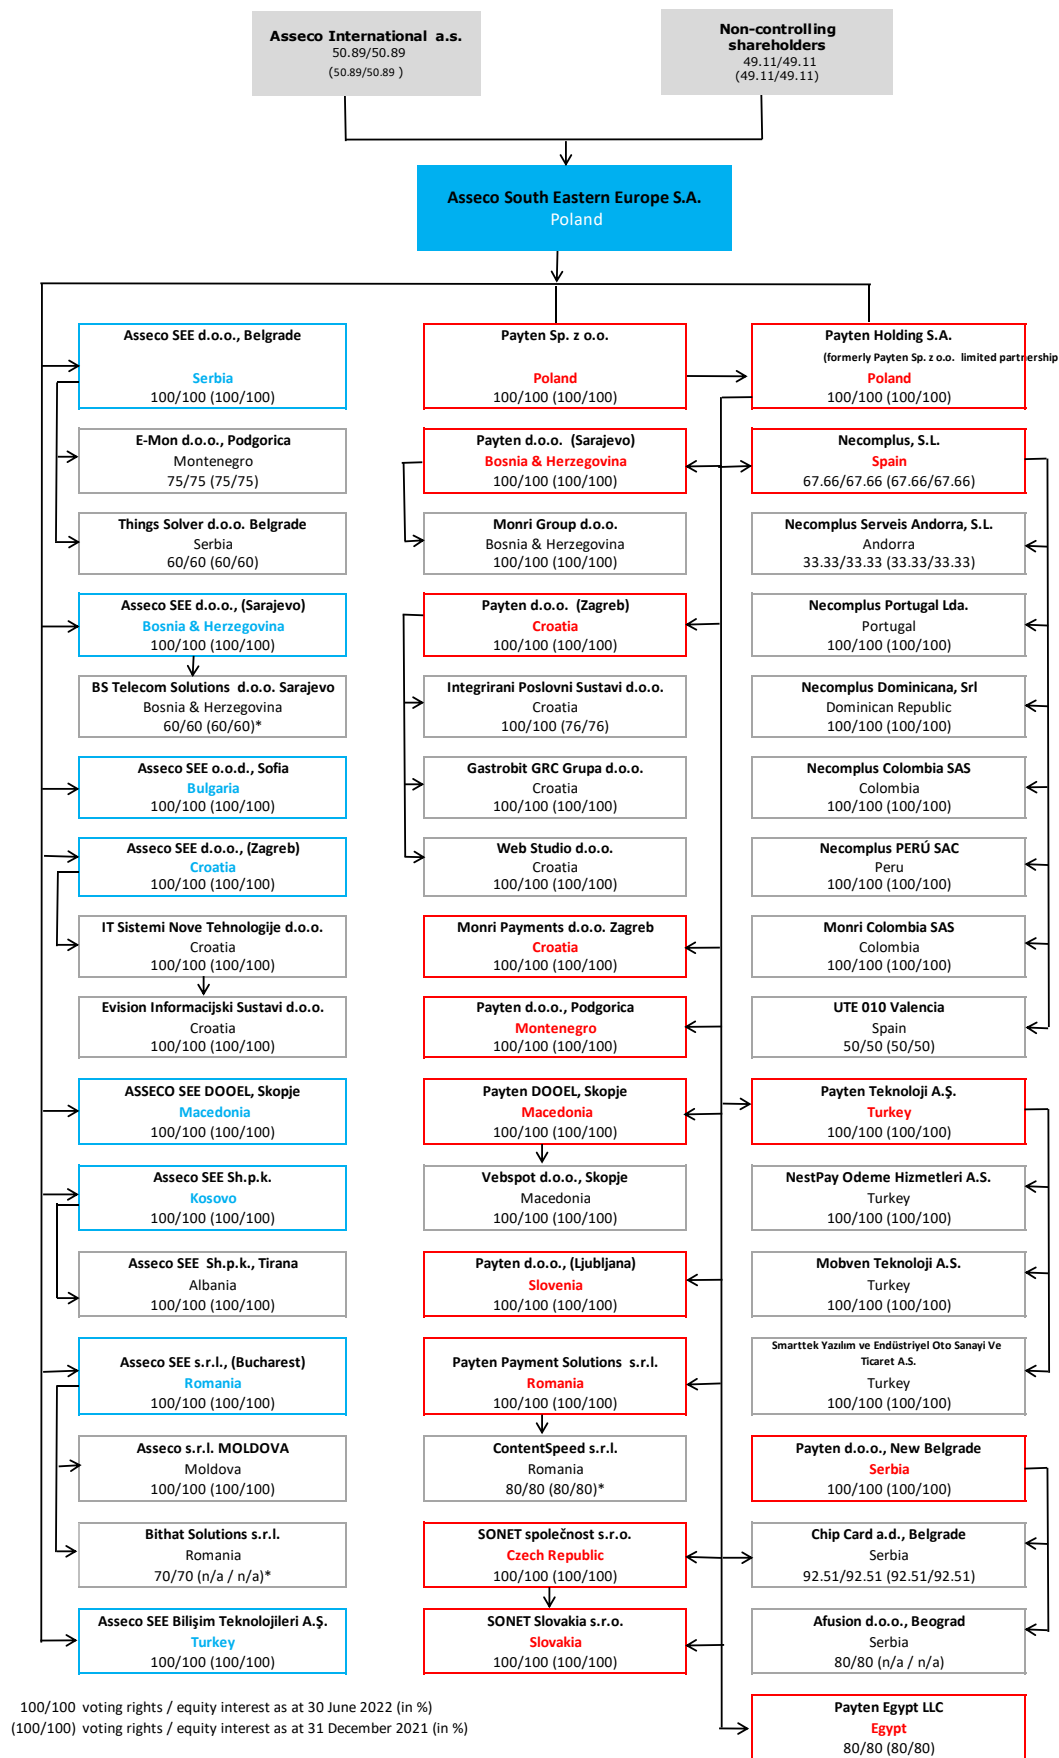 Asseco International a.s.
50.89/50.89
(50.89/50.89 )
Non-controlling
shareholders
49.11/49.11
(49.11/49.11)
Asseco South Eastern Europe S.A.
Poland
Asseco SEE d.o.o., Belgrade
Serbia
100/100 (100/100)
E-Mon d.o.o., Podgorica
Montenegro
75/75 (75/75)
Things Solver d.o.o. Belgrade
Serbia
60/60 (60/60)
Asseco SEE d.o.o., (Sarajevo)
Bosnia & Herzegovina
100/100 (100/100)
BS Telecom Solutions d.o.o. Sarajevo
Bosnia & Herzegovina
60/60 (60/60)*
Asseco SEE o.o.d., Sofia
Bulgaria
100/100 (100/100)
Asseco SEE d.o.o., (Zagreb)
Croatia
100/100 (100/100)
IT Sistemi Nove Tehnologije d.o.o.
Croatia
100/100 (100/100)
Evision Informacijski Sustavi d.o.o.
Croatia
100/100 (100/100)
ASSECO SEE DOOEL, Skopje
Macedonia
100/100 (100/100)
Asseco SEE Sh.p.k.
Kosovo
100/100 (100/100)
Asseco SEE Sh.p.k., Tirana
Albania
100/100 (100/100)
Asseco SEE s.r.l., (Bucharest)
Romania
100/100 (100/100)
Asseco s.r.l. MOLDOVA
Moldova
100/100 (100/100)
Bithat Solutions s.r.l.
Romania
70/70 (n/a / n/a)*
Asseco SEE Bilişim Teknolojileri A.Ş.
Turkey
100/100 (100/100)
Payten Sp. z o.o.
Poland
100/100 (100/100)
Payten d.o.o. (Sarajevo)
Bosnia & Herzegovina
100/100 (100/100)
Monri Group d.o.o.
Bosnia & Herzegovina
100/100 (100/100)
Payten d.o.o. (Zagreb)
Croatia
100/100 (100/100)
Integrirani Poslovni Sustavi d.o.o.
Croatia
100/100 (76/76)
Gastrobit GRC Grupa d.o.o.
Croatia
100/100 (100/100)
Web Studio d.o.o.
Croatia
100/100 (100/100)
Monri Payments d.o.o. Zagreb
Croatia
100/100 (100/100)
Payten d.o.o., Podgorica
Montenegro
100/100 (100/100)
Payten DOOEL, Skopje
Macedonia
100/100 (100/100)
Vebspot d.o.o., Skopje
Macedonia
100/100 (100/100)
Payten d.o.o., (Ljubljana)
Slovenia
100/100 (100/100)
Payten Payment Solutions s.r.l.
Romania
100/100 (100/100)
ContentSpeed s.r.l.
Romania
80/80 (80/80)*
SONET společnost s.r.o.
Czech Republic
100/100 (100/100)
SONET Slovakia s.r.o.
Slovakia
100/100 (100/100)
Payten Holding S.A.
(formerly Payten Sp. z o.o. limited partnership
Poland
100/100 (100/100)
Necomplus, S.L.
Spain
67.66/67.66 (67.66/67.66)
Necomplus Serveis Andorra, S.L.
Andorra
33.33/33.33 (33.33/33.33)
Necomplus Portugal Lda.
Portugal
100/100 (100/100)
Necomplus Dominicana, Srl
Dominican Republic
100/100 (100/100)
Necomplus Colombia SAS
Colombia
100/100 (100/100)
Necomplus PERÚ SAC
Peru
100/100 (100/100)
Monri Colombia SAS
Colombia
100/100 (100/100)
UTE 010 Valencia
Spain
50/50 (50/50)
Payten Teknoloji A.Ş.
Turkey
100/100 (100/100)
NestPay Odeme Hizmetleri A.S.
Turkey
100/100 (100/100)
Mobven Teknoloji A.S.
Turkey
100/100 (100/100)
Smarttek Yazılım ve Endüstriyel Oto Sanayi Ve
Ticaret A.S.
Turkey
100/100 (100/100)
Payten d.o.o., New Belgrade
Serbia
100/100 (100/100)
Chip Card a.d., Belgrade
Serbia
92.51/92.51 (92.51/92.51)
Afusion d.o.o., Beograd
Serbia
80/80 (n/a / n/a)
Payten Egypt LLC
Egypt
80/80 (80/80)
100/100 voting rights / equity interest as at 30 June 2022 (in %)
(100/100) voting rights / equity interest as at 31 December 2021 (in %)